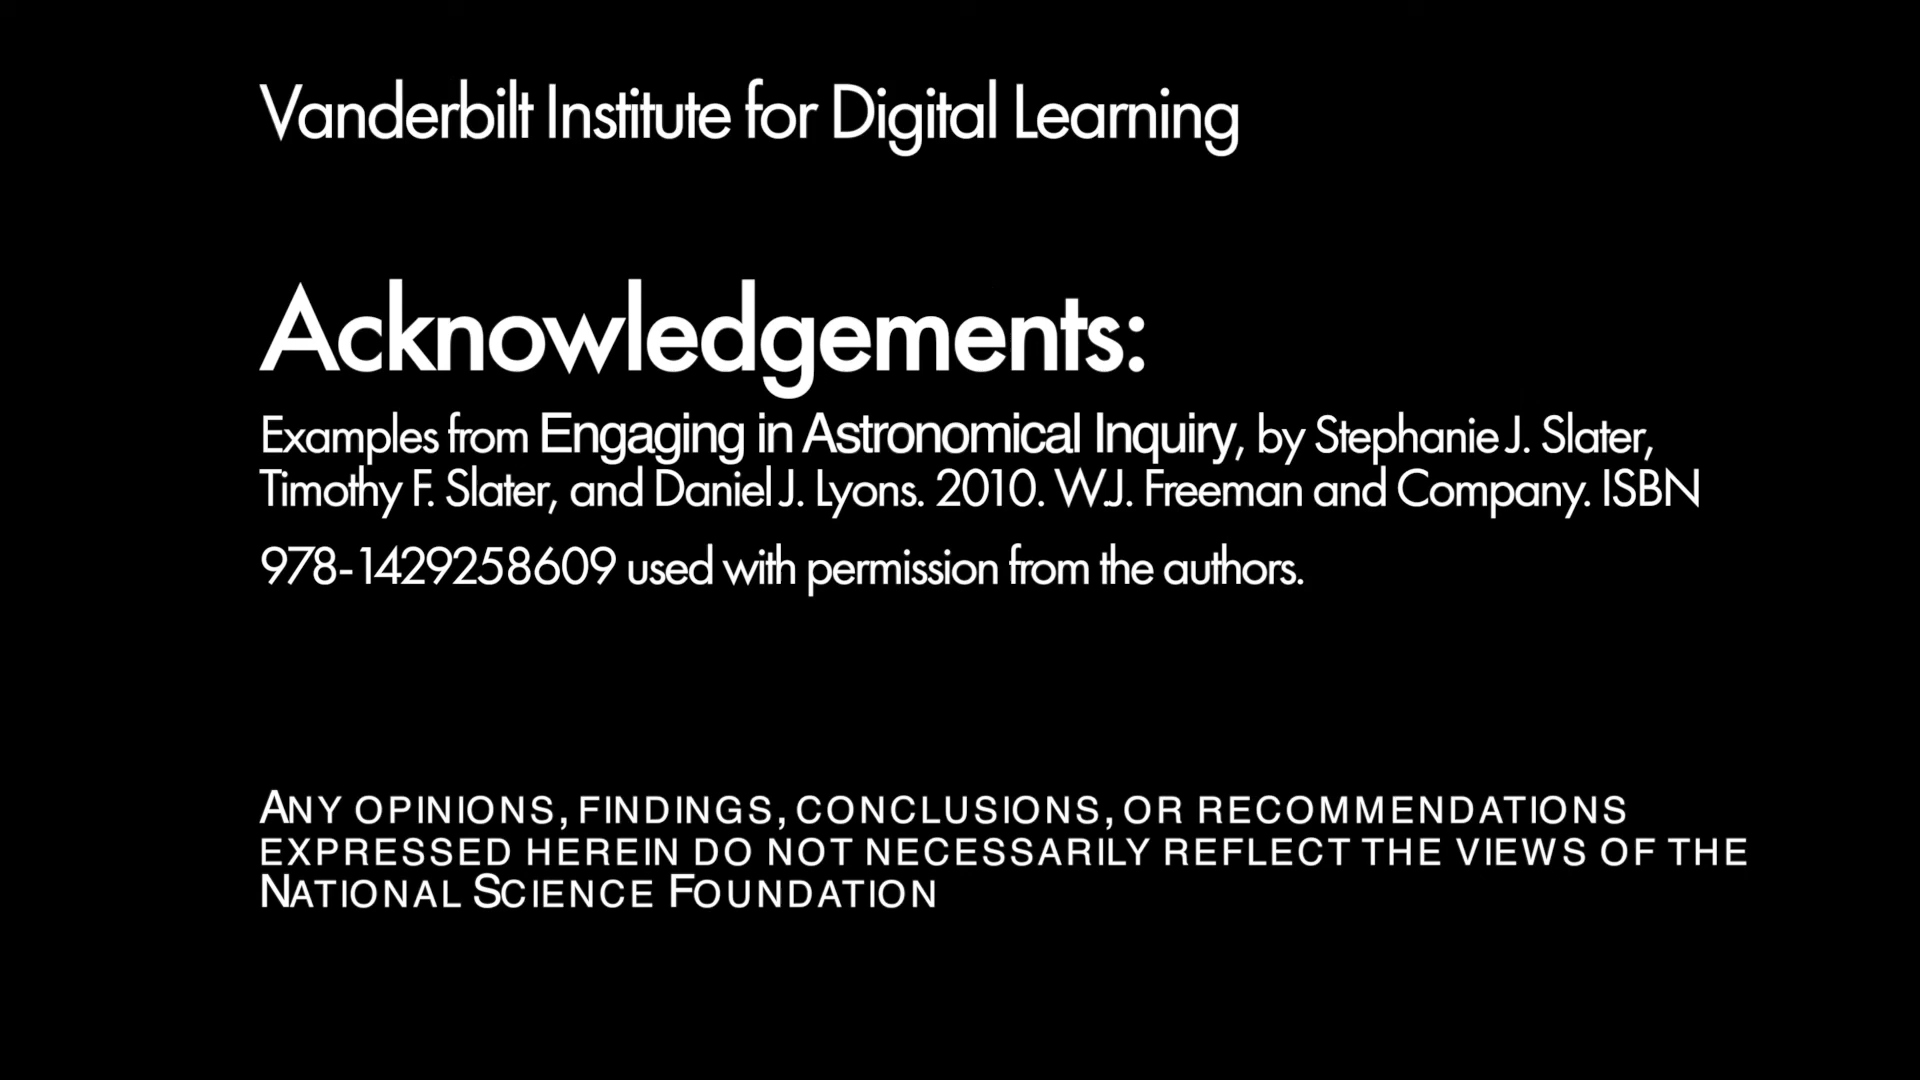 Vanderbilt Institute for Digital Learning
Acknowledgements:
Examples from Engaging in Astronomical Inquiry, by Stephanie J. Slater,
Timothy F. Slater, and Daniel J. Lyons. 2010. W.J. Freeman and Company. ISBN
978-1429258609 used with permission from the authors.
ANY OPINIONS, FINDINGS, CONCLUSIONS, OR RECOMMENDATIONS
EXPRESSED HEREIN DO NOT NECESSARILY REFLECT THE VIEWS OF THE
NATIONAL SCIENCE FOUNDATION